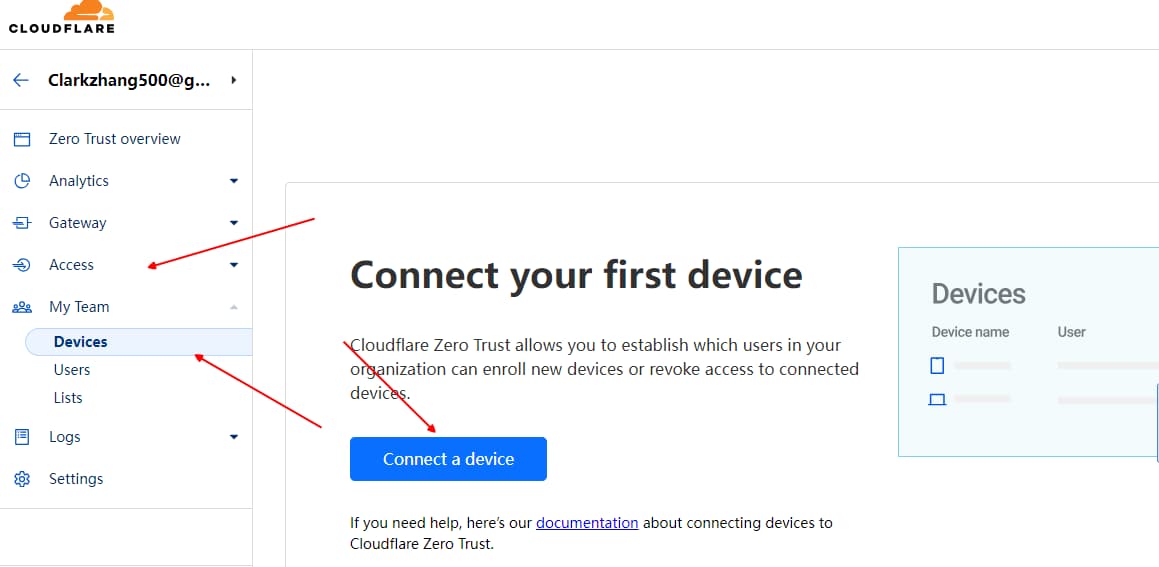 CLOUDFLARE
Clarkzhang500@g...
Zero Trust overview
Analytics
Gateway
Access
My Team
Devices
Users
Lists
Logs
Settings
Connect your first device
Cloudflare Zero Trust allows you to establish which users in your
organization can enroll new devices or revoke access to connected
devices.
Connect a device
If you need help, here’s our documentation about connecting devices to
Cloudflare Zero Trust.
Devices
Device name User